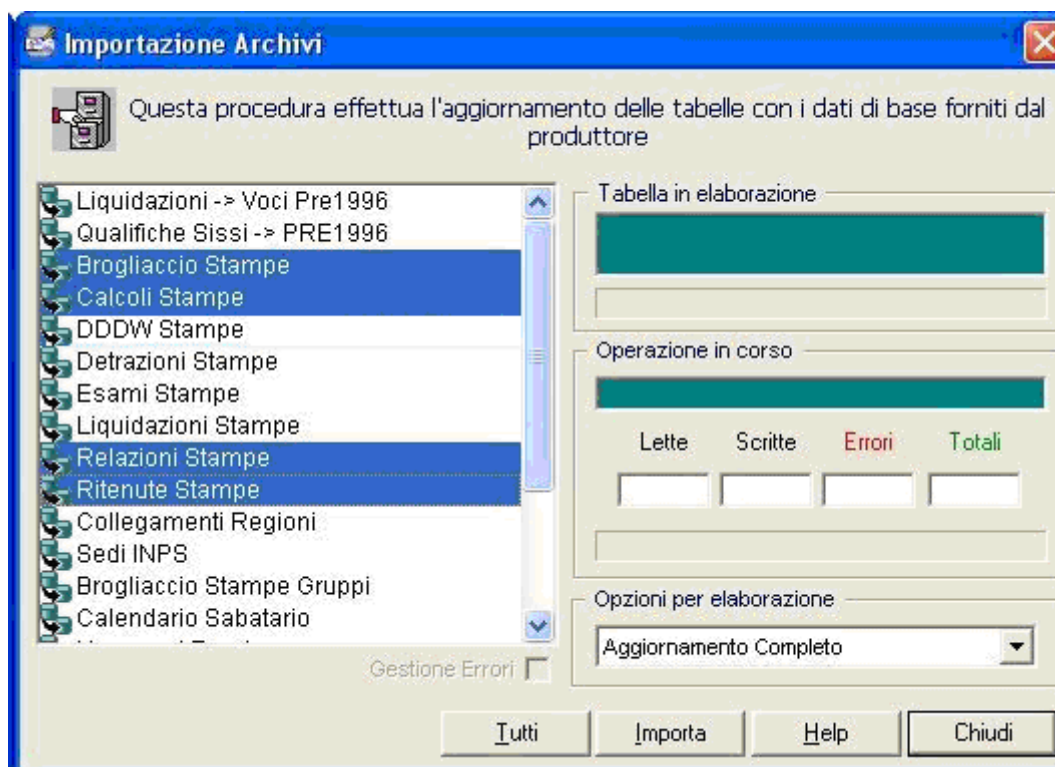 Importazione Archivi
Questa procedura effettua l'aggiornamento delle tabelle con i dati di base forniti dal
produttore
Liquidazioni -> Voci Pre1996
Qualifiche Sissi -> PRE1996
Brogliaccio Stampe
Calcoli Stampe
DDDW Stampe
Detrazioni Stampe
Esami Stampe
Liquidazioni Stampe
Relazioni Stampe
Ritenute Stampe
Collegamenti Regioni
Sedi INPS
Brogliaccio Stampe Gruppi
Calendario Sabatario
Gestione Errori
Tabella in elaborazione
Operazione in corso
Lette Scritte Errori Totali
Opzioni per elaborazione
Aggiornamento Completo
Tutti Importa Help Chiudi